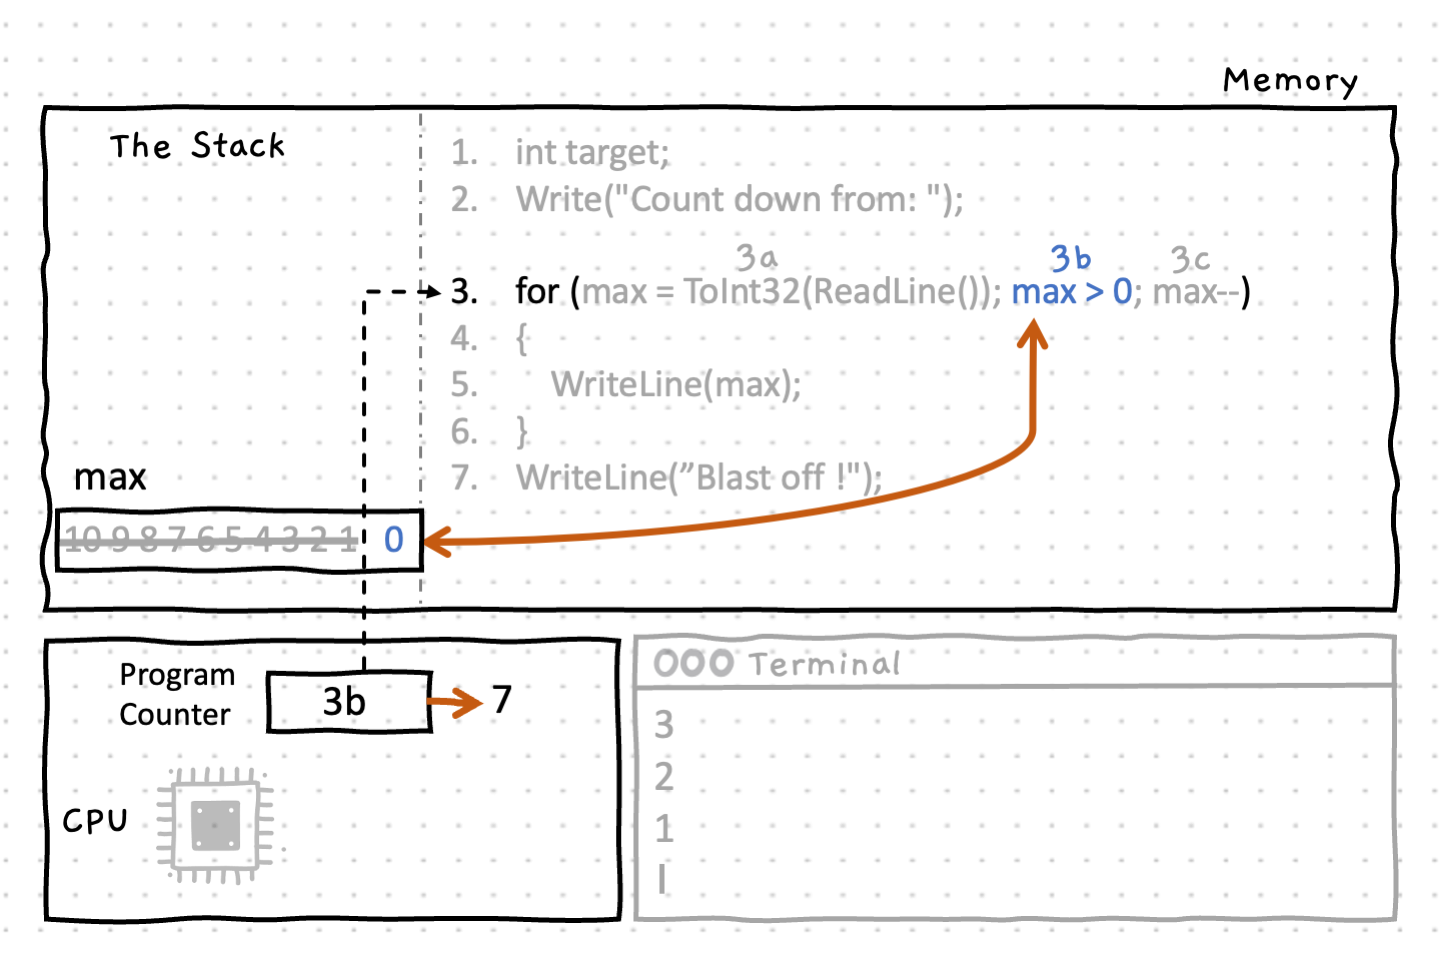 Memory
The Stack
1. int target;
2. Write("Count down from: ");
3a 3b 3c
3. for (max = ToInt32(ReadLine()); max > 0; max--)
4. {
5. WriteLine(max);
6. }
7. WriteLine(”Blast off !");
max
10 9 8 7 6 5 4 3 2 1 0
Program
Counter
3b
7
CPU
Terminal
3
2
1